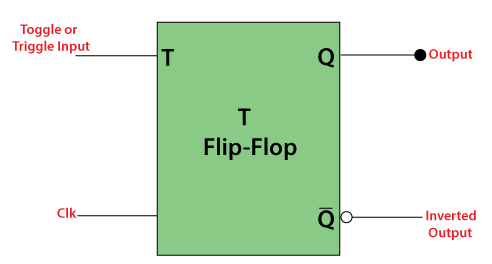 Toggle or
Triggle Input
T
Q
Output
T
Flip-Flop
Clk
Q̅
Inverted
Output